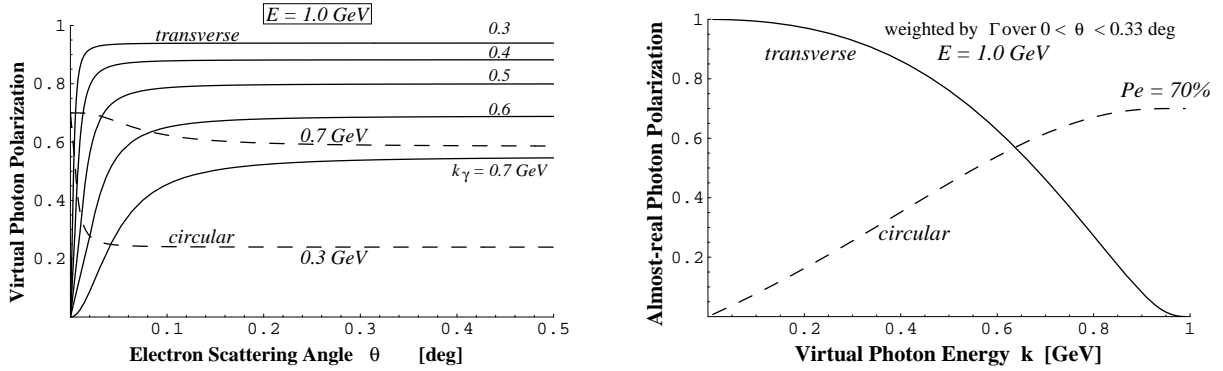 E = 1.0 GeV
Virtual Photon Polarization
1
0.8
0.6
0.4
0.2
transverse
0.3
0.4
0.5
0.6
0.7 GeV
kγ = 0.7 GeV
circular
0.3 GeV
0.1
0.2
0.3
0.4
0.5
Electron Scattering Angle θ [deg]
Almost-real Photon Polarization
1
0.8
0.6
0.4
0.2
weighted by Γ over 0 < θ < 0.33 deg
transverse
E = 1.0 GeV
Pe = 70%
circular
0.2
0.4
0.6
0.8
1
Virtual Photon Energy k [GeV]